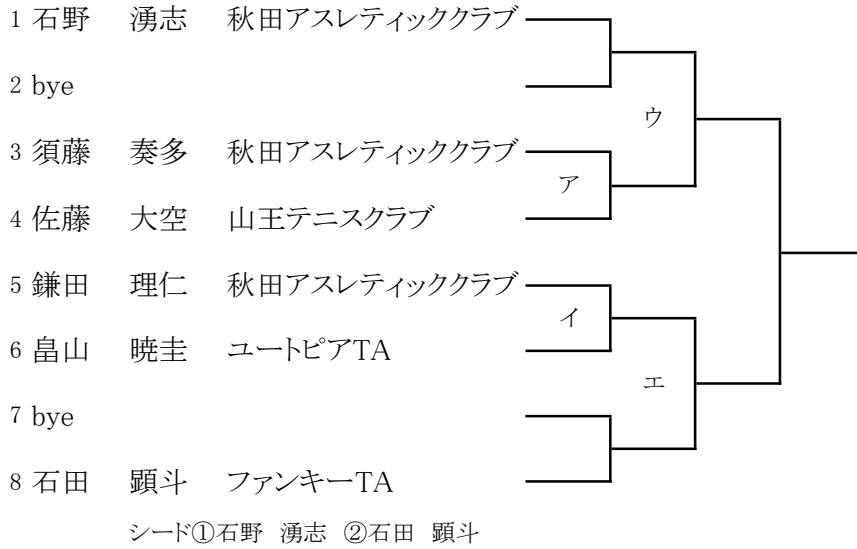 1 石野 湧志 秋田アスレティッククラブ
2 bye
ウ
3 須藤 奏多 秋田アスレティッククラブ
ア
4 佐藤 大空 山王テニスクラブ
5 鎌田 理仁 秋田アスレティッククラブ
イ
6 畠山 暁圭 ユートピアTA
エ
7 bye
8 石田 顕斗 ファンキーTA
シード①石野 湧志 ②石田 顕斗